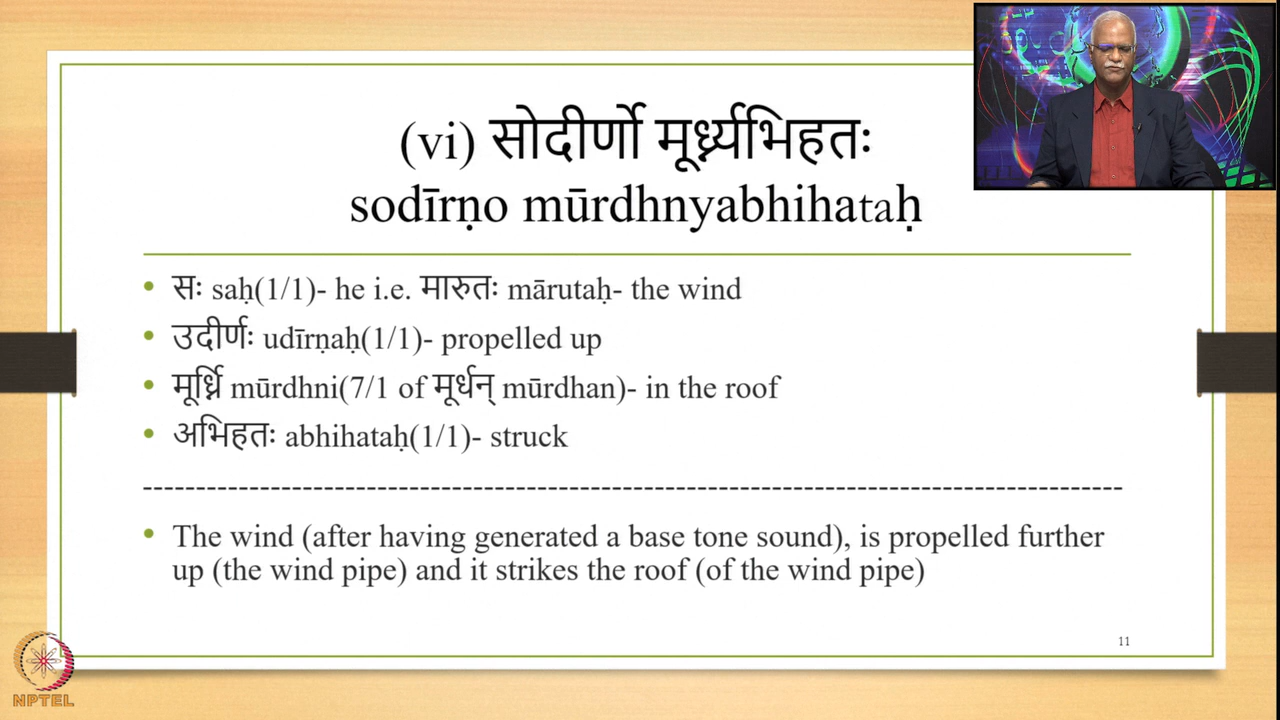 (vi) सोदीर्णो मूर्ध्न्यभिहतः
sodīrṇo mūrdhnyabhihataḥ
• सः saḥ(1/1)- he i.e. मारुतः mārutaḥ- the wind
• उदीर्णः udīrṇaḥ(1/1)- propelled up
• मूर्ध्नि mūrdhni(7/1 of मूर्धन् mūrdhan)- in the roof
• अभिहतः abhihataḥ(1/1)- struck
--------------------------------------------------------------------------------------------
• The wind (after having generated a base tone sound), is propelled further
up (the wind pipe) and it strikes the roof (of the wind pipe)
11
NPTEL